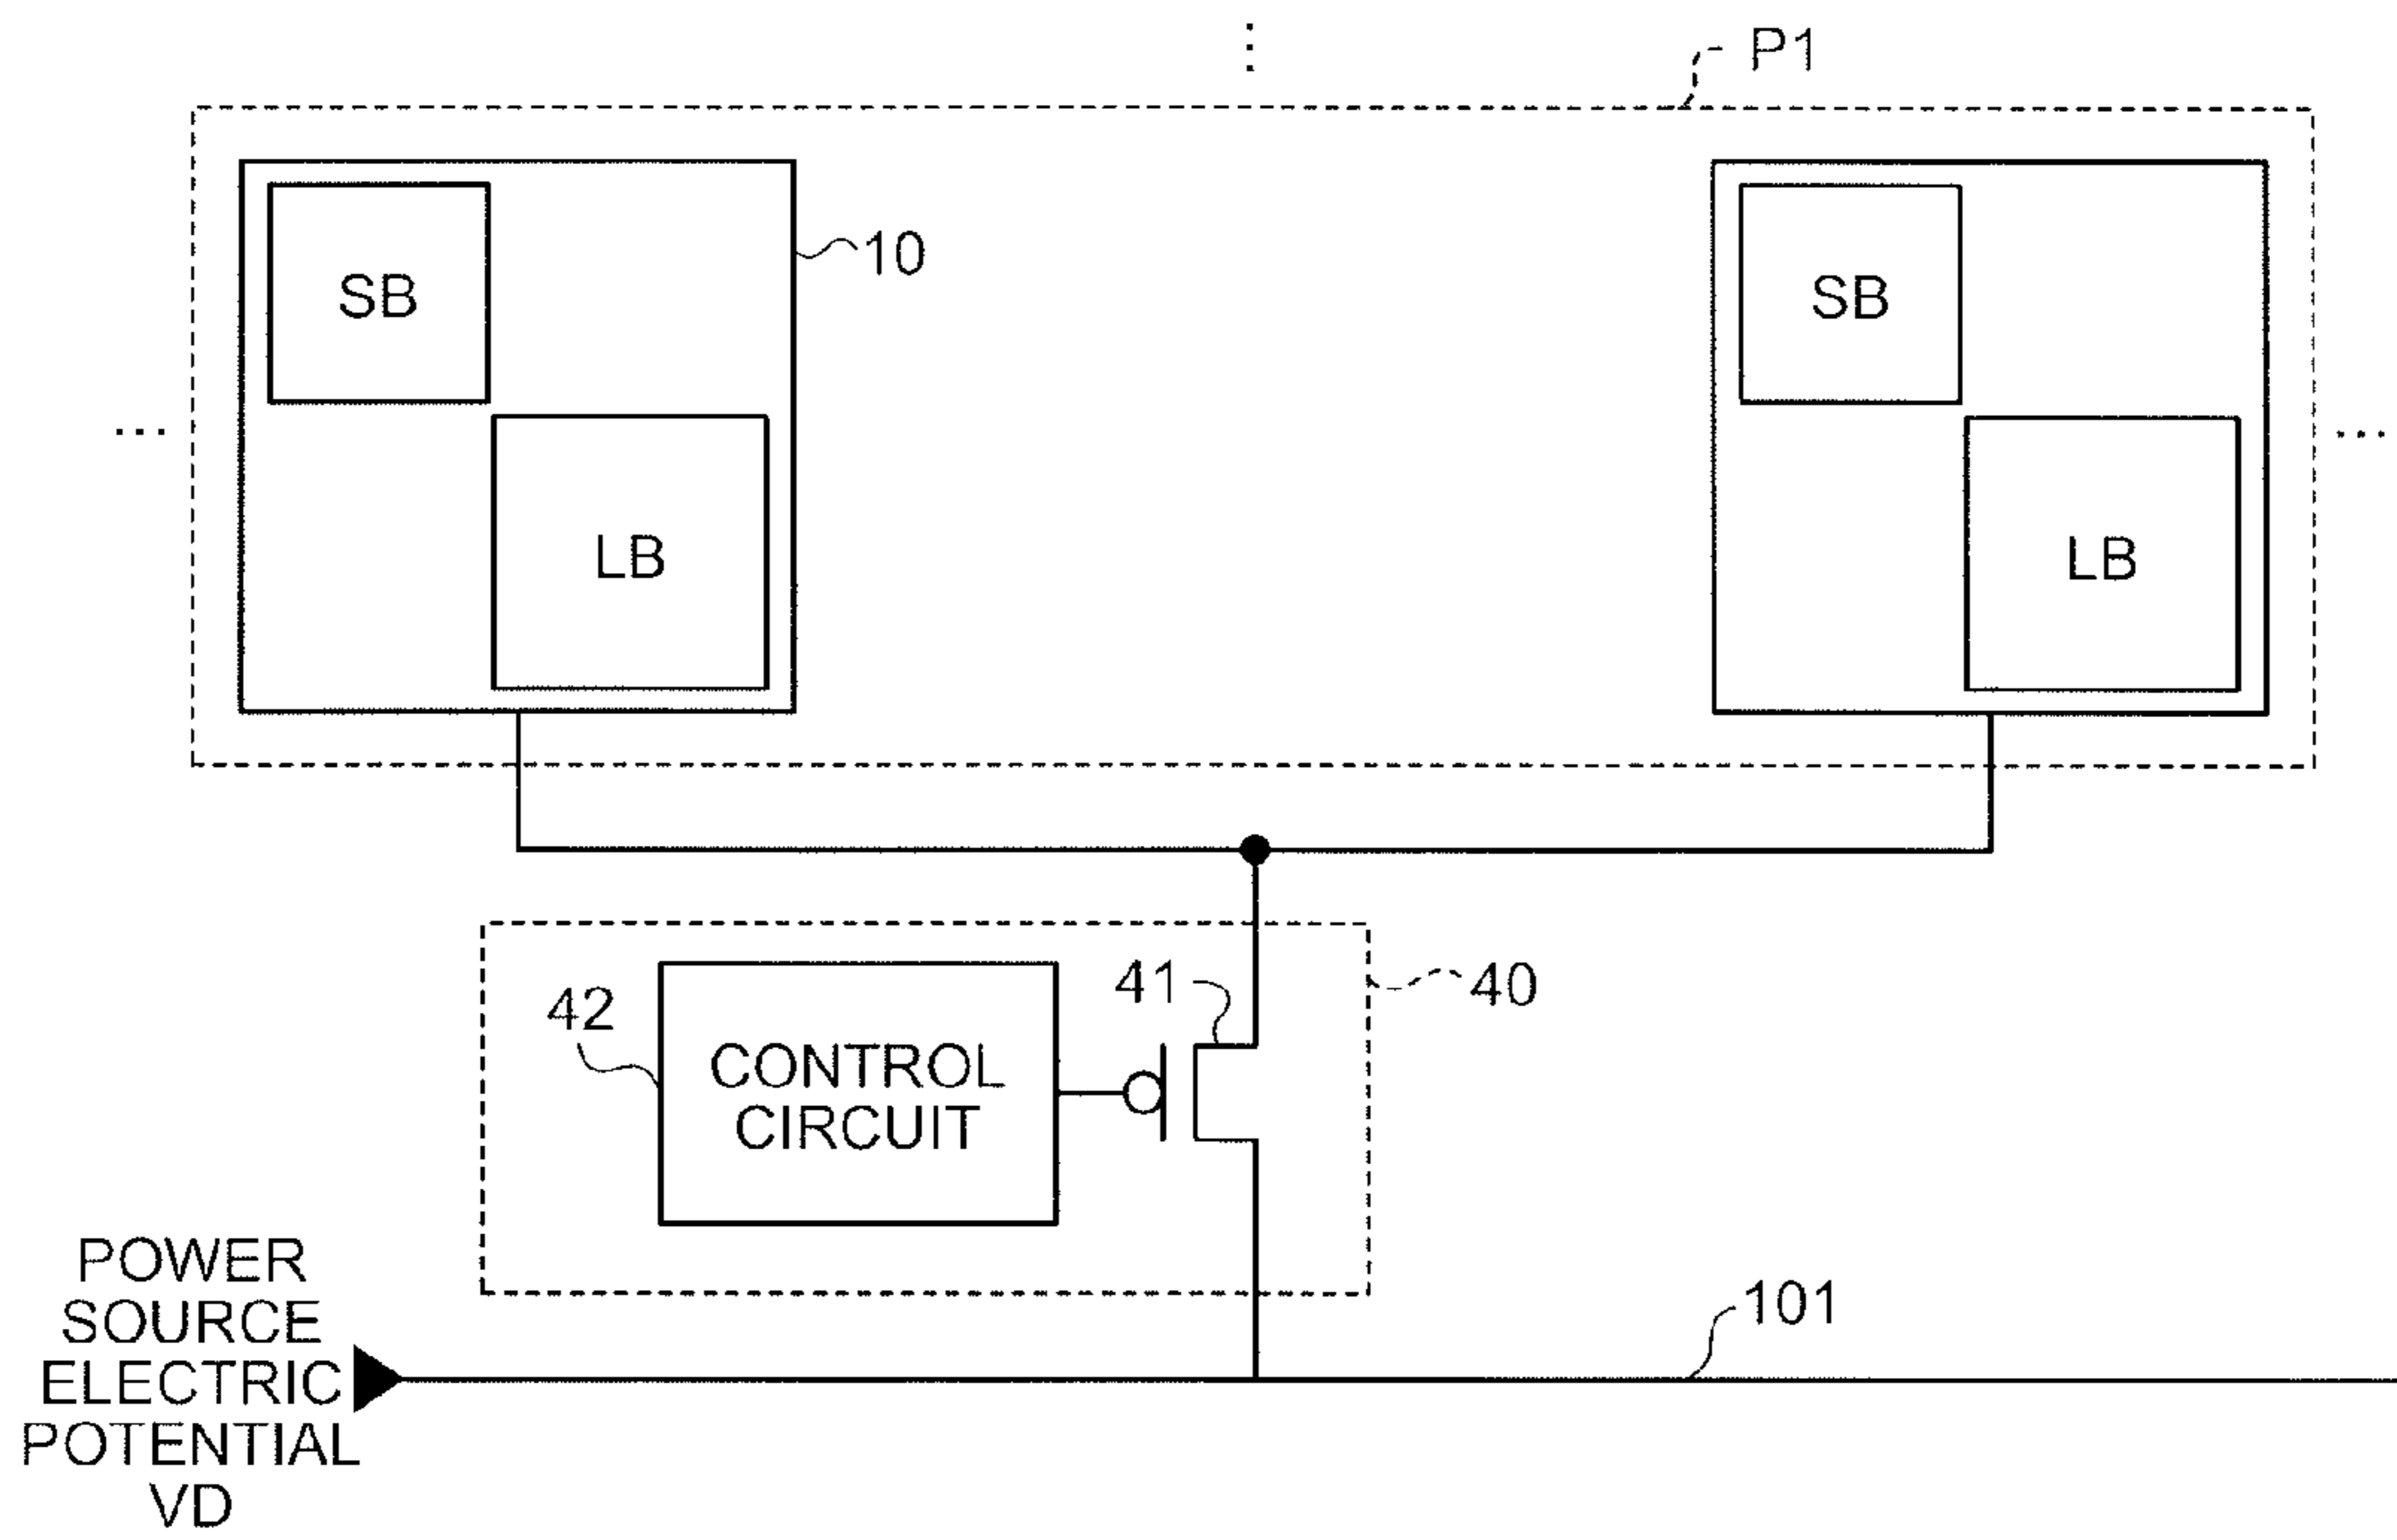 P1
10
SB
SB
LB
LB
41
40
42
CONTROL
CIRCUIT
POWER
SOURCE
ELECTRIC
POTENTIAL
VD
101